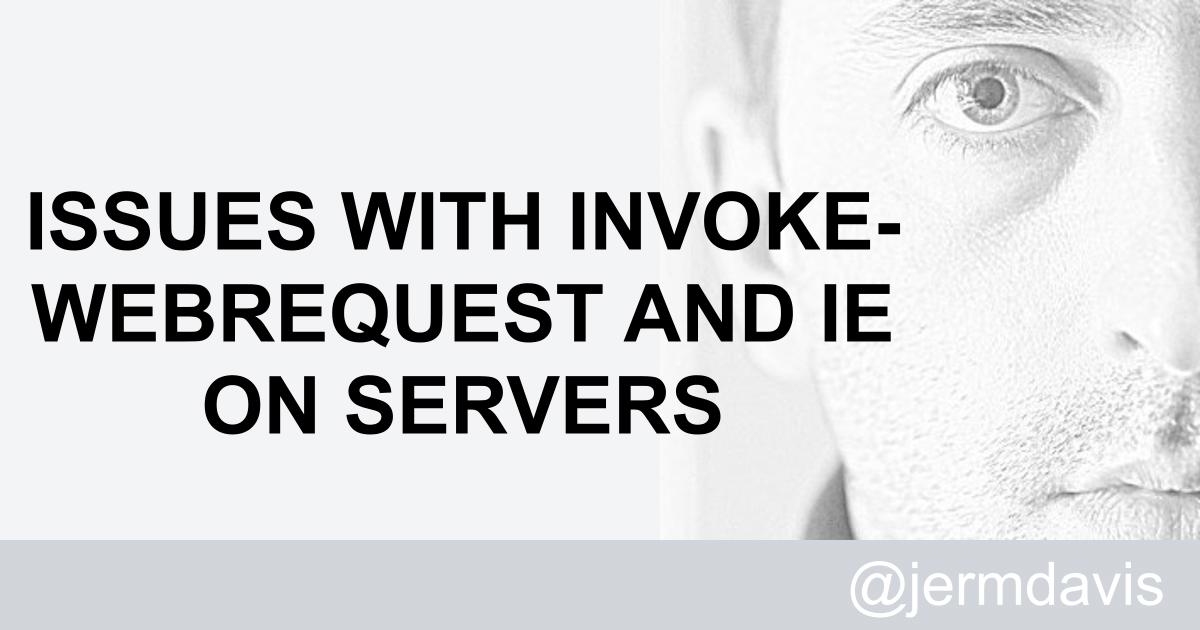 ISSUES WITH INVOKE-
WEBREQUEST AND IE
ON SERVERS
@jermdavis